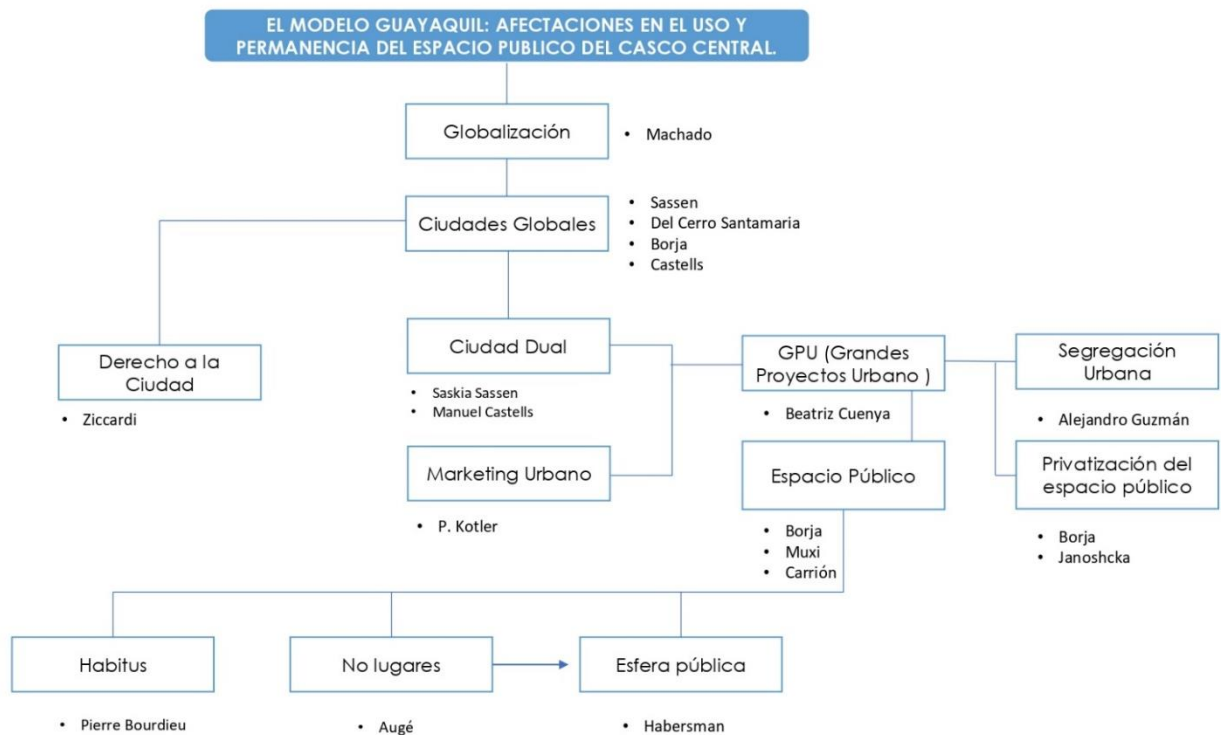 EL MODELO GUAYAQUIL: AFECTACIONES EN EL USO Y
PERMANENCIA DEL ESPACIO PUBLICO DEL CASCO CENTRAL.
Globalización
• Machado
Ciudades Globales
• Sassen
• Del Cerro Santamaria
• Borja
• Castells
Derecho a la
Ciudad
• Ziccardi
Ciudad Dual
• Saskia Sassen
• Manuel Castells
Marketing Urbano
• P. Kotler
GPU (Grandes
Proyectos Urbano )
• Beatriz Cuenya
Espacio Público
• Borja
• Muxi
• Carrión
Segregación
Urbana
• Alejandro Guzmán
Privatización del
espacio público
• Borja
• Janoshcka
Habitus
• Pierre Bourdieu
No lugares
• Augé
Esfera pública
• Habersman